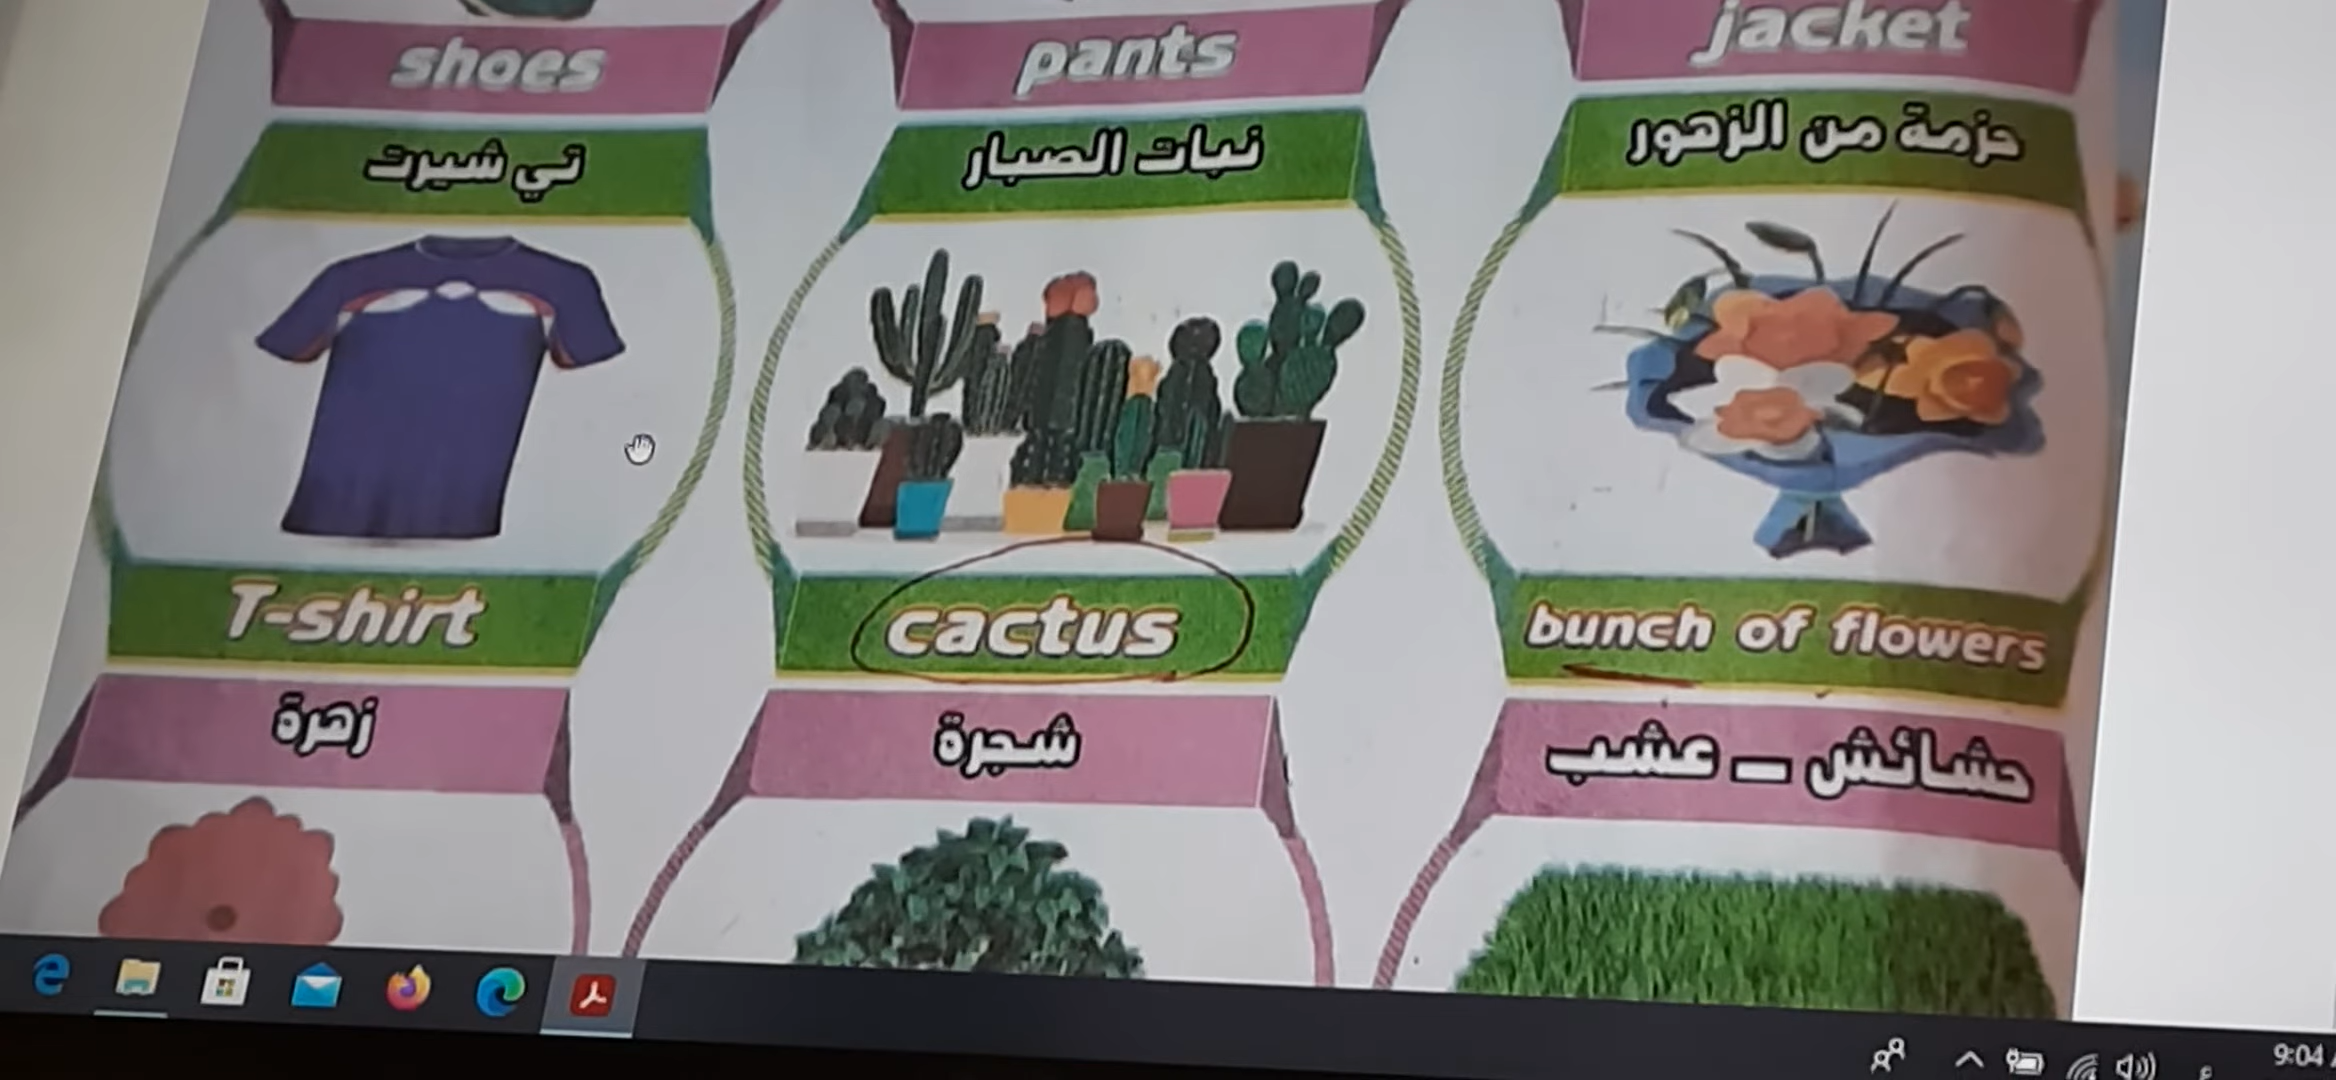 shoes
pants
jacket
تي شيرت
نبات الصبار
حزمة من الزهور
T-shirt
cactus
bunch of flowers
زهرة
شجرة
حشائش - عشب
9:04